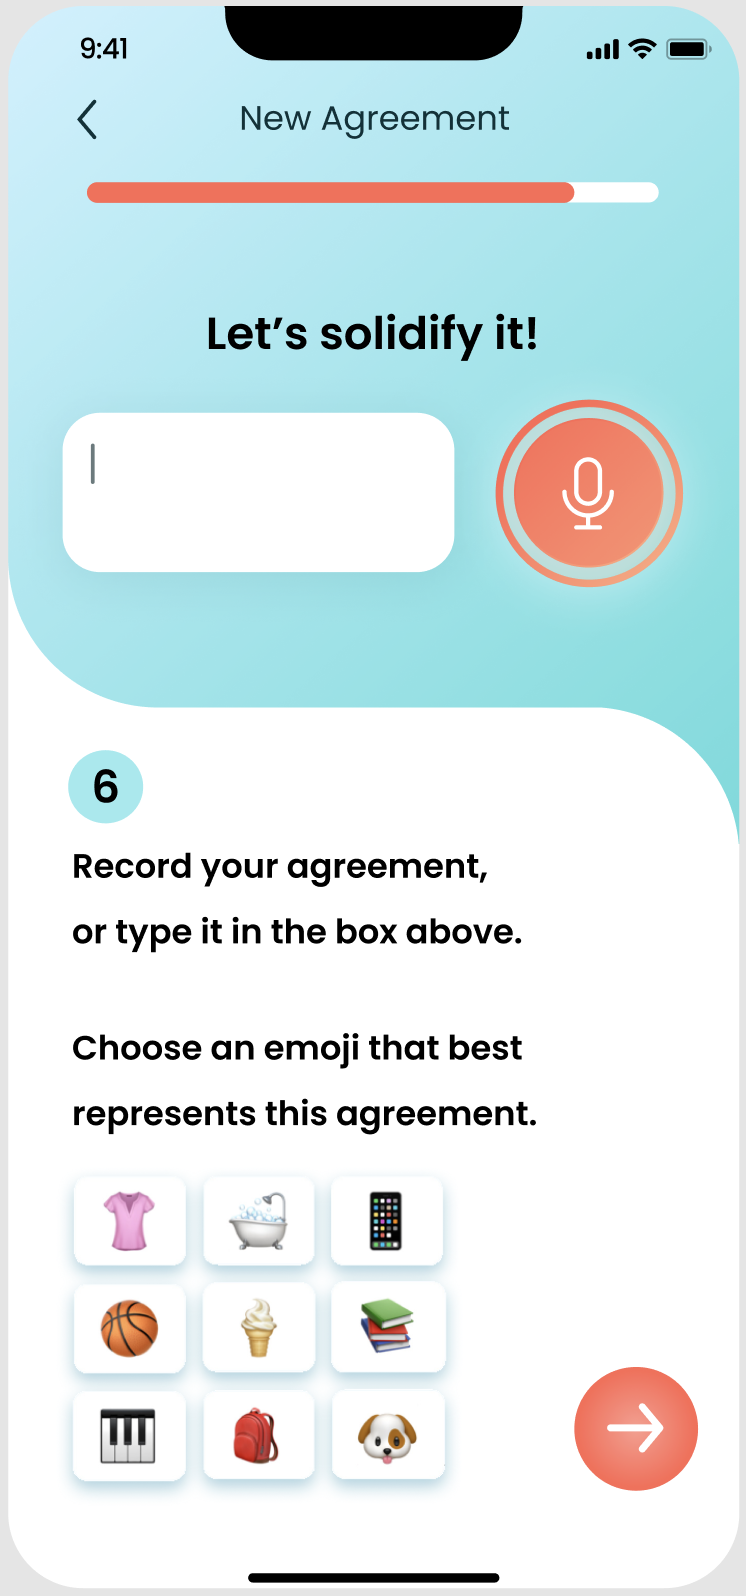 9:41
New Agreement
Let’s solidify it!
6
Record your agreement,
or type it in the box above.
Choose an emoji that best
represents this agreement.